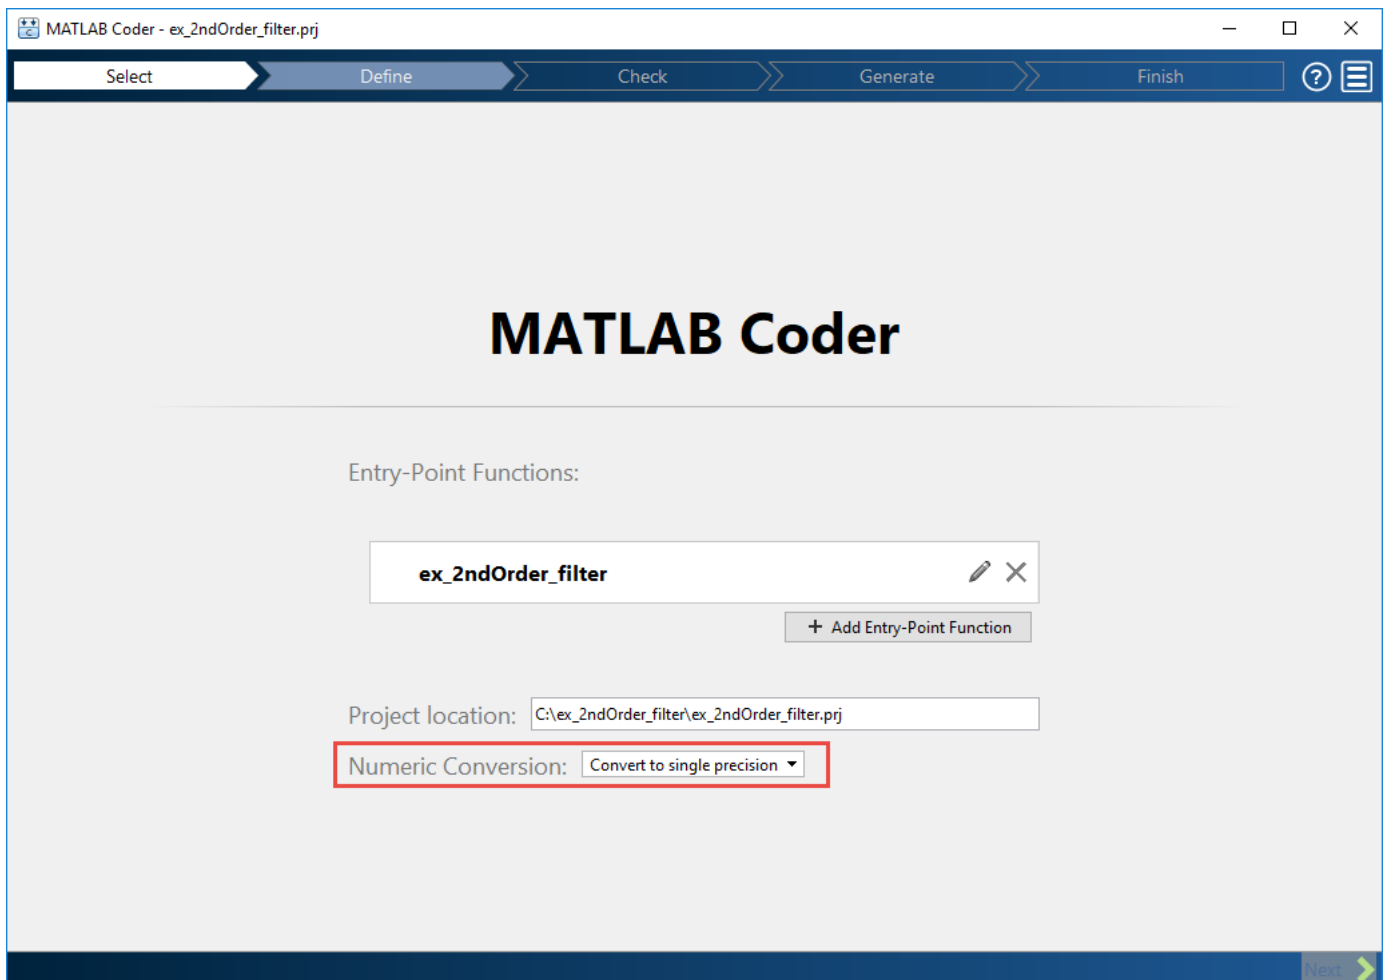 MATLAB Coder - ex_2ndOrder_filter.prj
Select Define Check Generate Finish ?
MATLAB Coder
Entry-Point Functions:
ex_2ndOrder_filter
+ Add Entry-Point Function
Project location: C:\ex_2ndOrder_filter\ex_2ndOrder_filter.prj
Numeric Conversion: Convert to single precision
Next